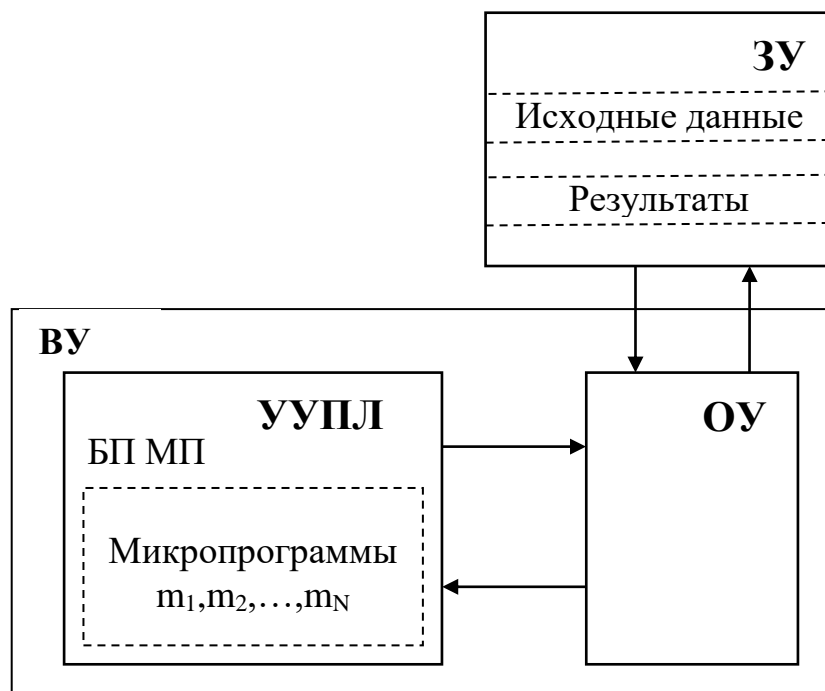 ЗУ
Исходные данные
Результаты
ВУ
УУПЛ
БП МП
Микропрограммы
m₁,m₂,…,mN
ОУ